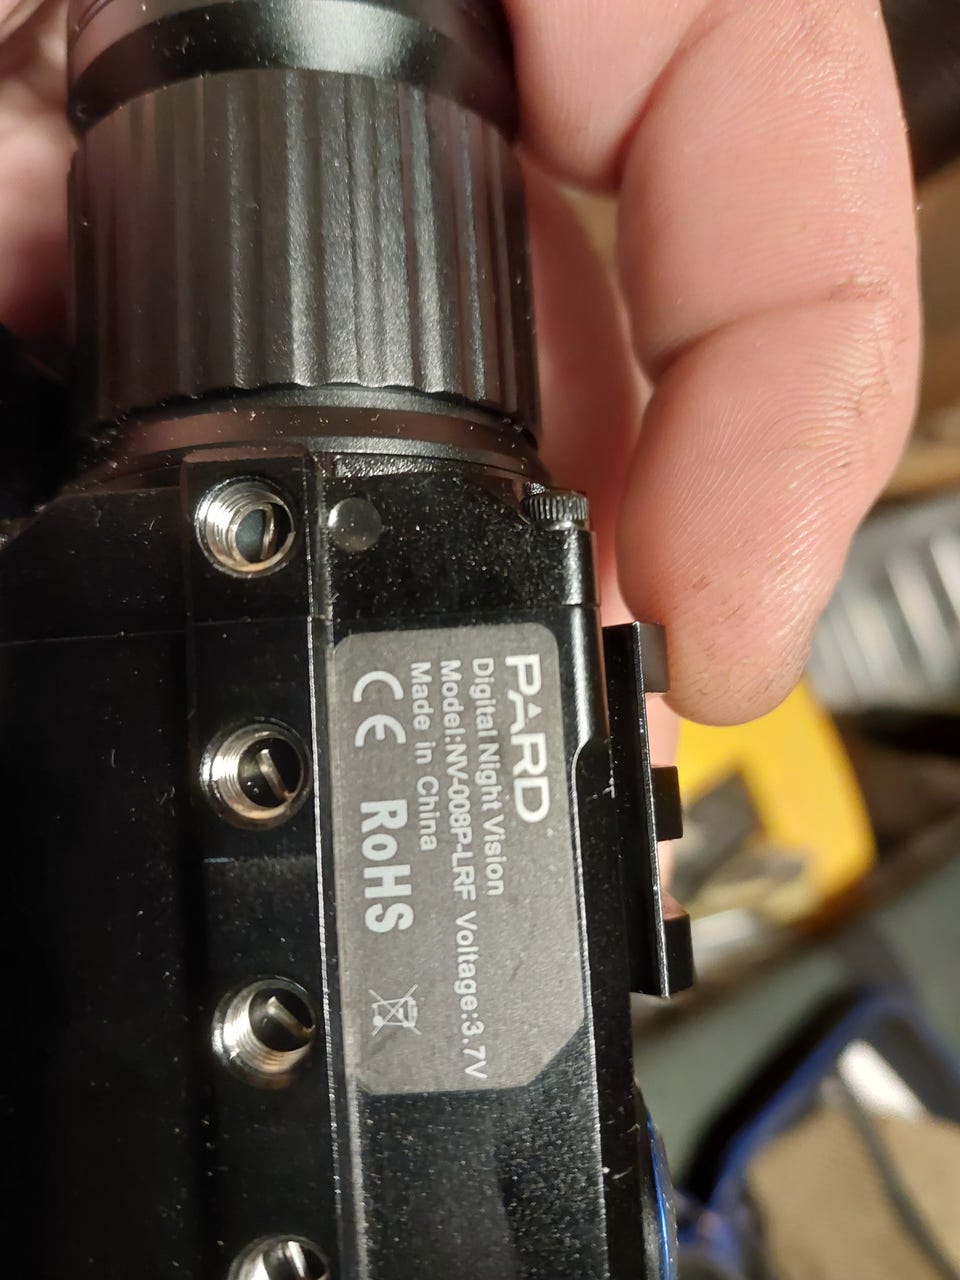 PARD
Digital Night Vision
Model:NV-008P-LRF Voltage:3.7V
Made in China
CE RoHS